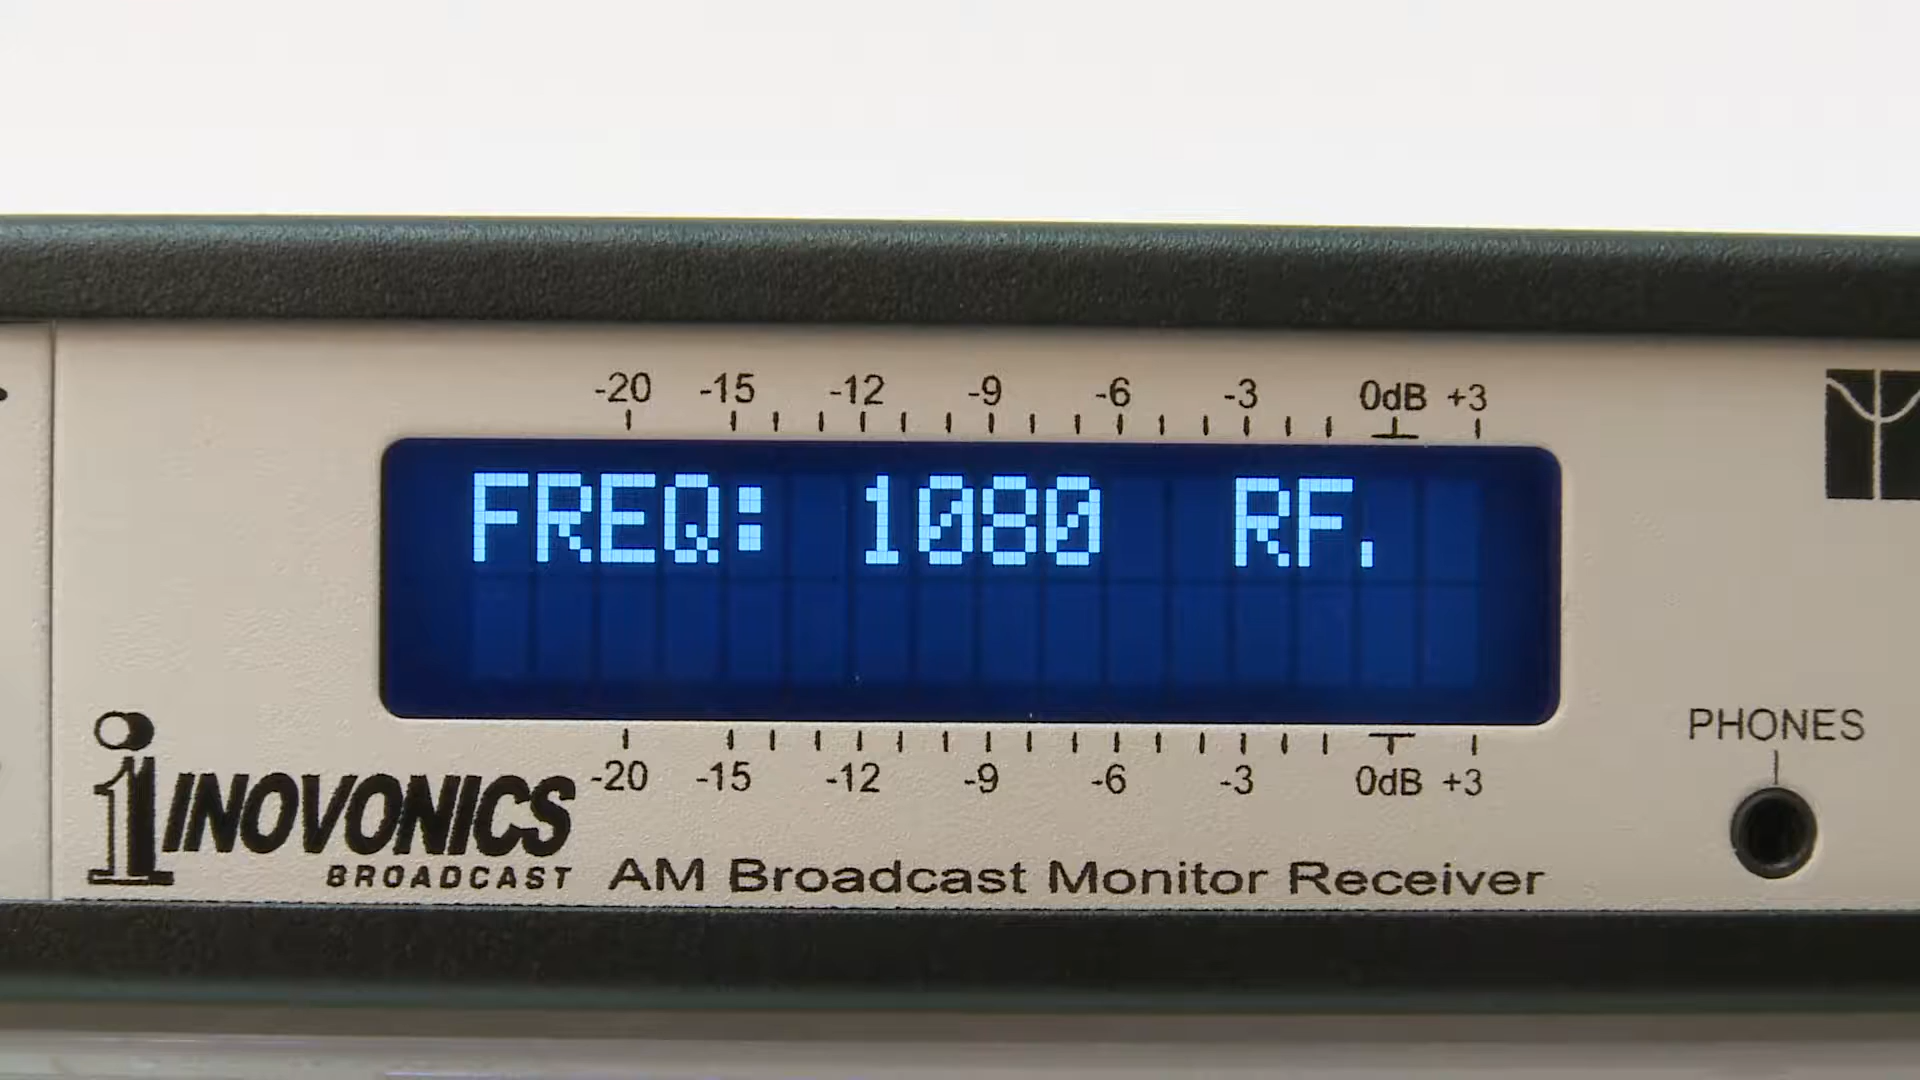 -20 -15 -12 -9 -6 -3 0dB +3
FREQ: 1080 RF
-20 -15 -12 -9 -6 -3 0dB +3
PHONES
INOVONICS
BROADCAST
AM Broadcast Monitor Receiver